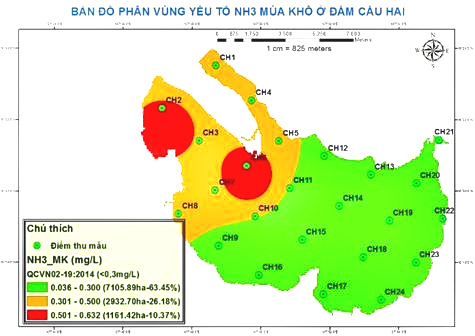 BẢN ĐỒ PHÂN VÙNG YẾU TỐ NH3 MÙA KHÔ Ở ĐẦM CẦU HAI
0 875 1.750 3.500 5.250 7.000
Meters
1 cm = 825 meters
CH1
CH2
CH4
CH3
CH5
CH21
CH12
CH13
CH20
CH11
CH8
CH14
CH10
CH19
CH22
CH15
CH9
CH18
CH23
CH16
CH17
CH24
Chú thích
Điểm thu mẫu
NH3_MK (mg/L)
QCVN02-19:2014 (<0,3mg/L)
0.036 - 0.300 (7105.89ha-63.45%)
0.301 - 0.500 (2932.70ha-26.18%)
0.501 - 0.632 (1161.42ha-10.37%)